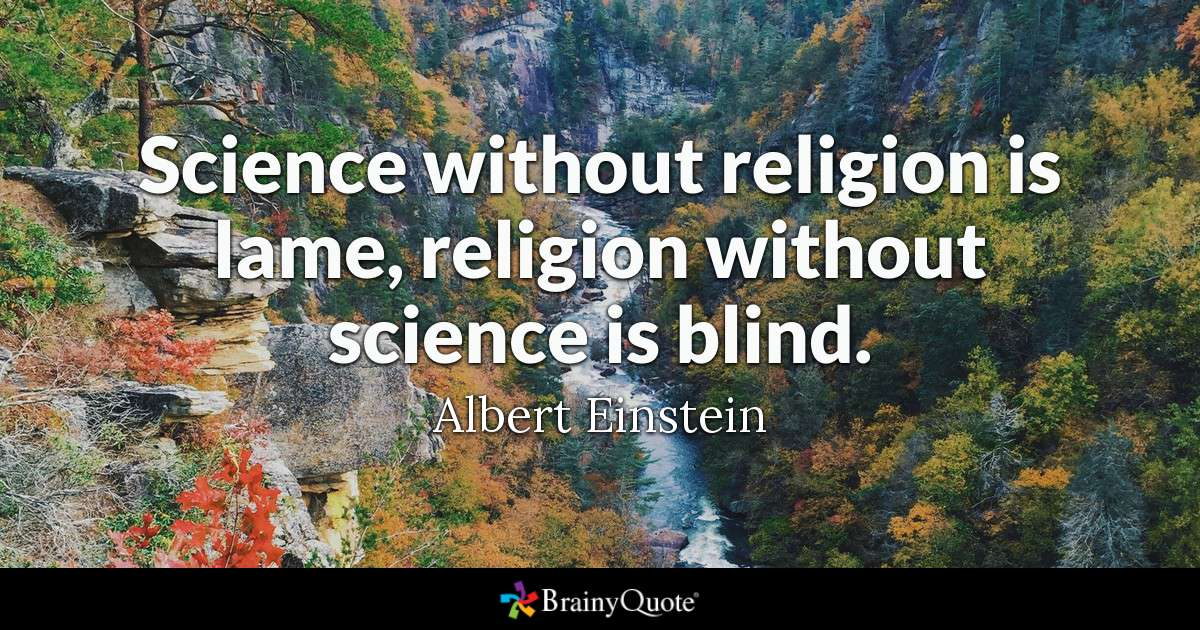 Science without religion is
lame, religion without
science is blind.
Albert Einstein
BrainyQuote®